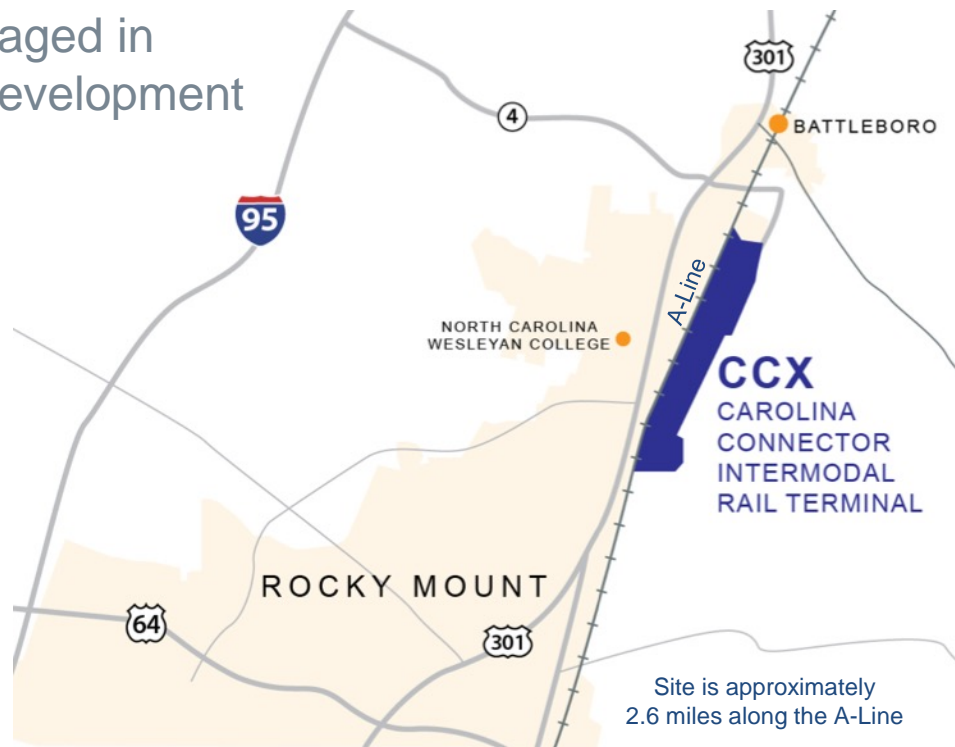 aged in
evelopment
301
4
BATTLEBORO
95
A-Line
NORTH CAROLINA
WESLEYAN COLLEGE
CCX
CAROLINA
CONNECTOR
INTERMODAL
RAIL TERMINAL
ROCKY MOUNT
64
301
Site is approximately
2.6 miles along the A-Line